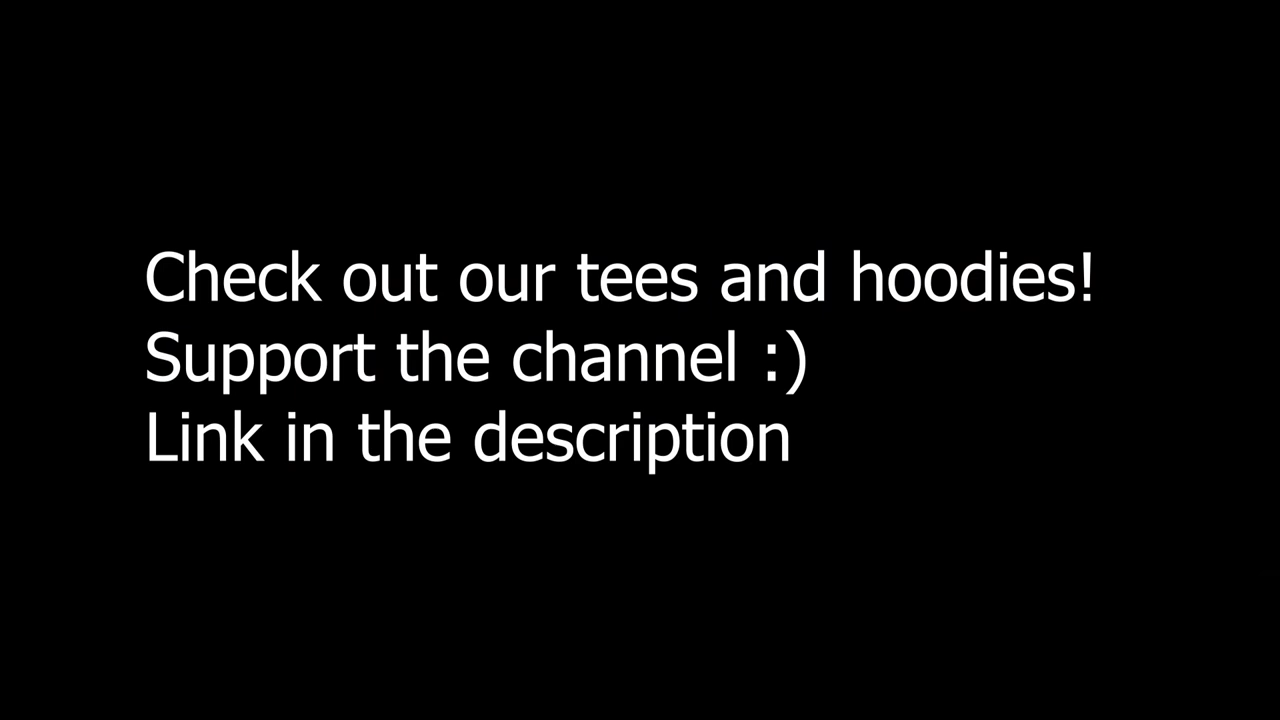 Check out our tees and hoodies!
Support the channel :)
Link in the description